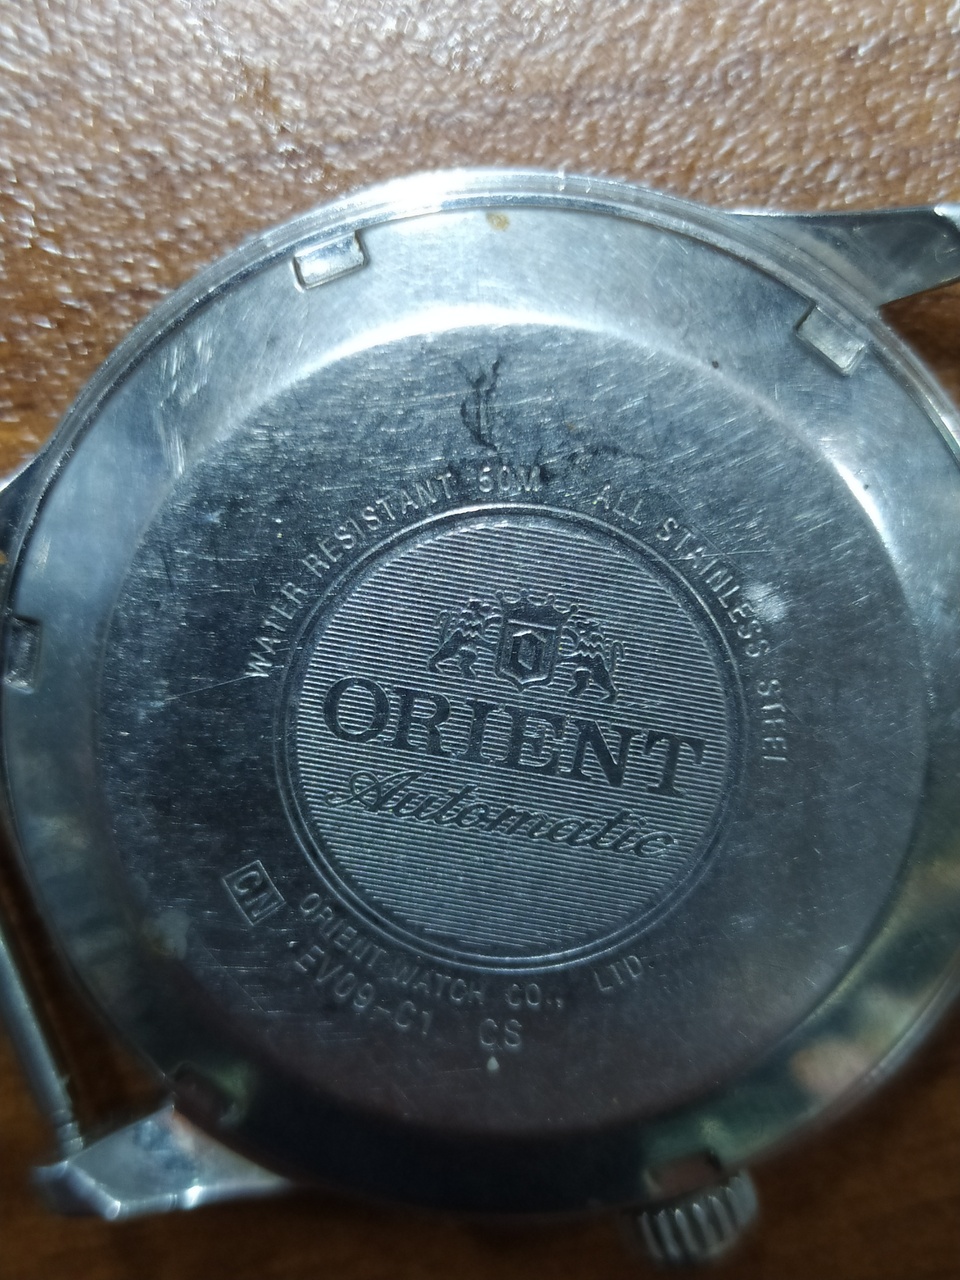 WATER RESISTANT 50M ALL STAINLESS STEEL
ORIENT
Automatic
CN
ORIENT WATCH CO., LTD.
EV09-C1 CS